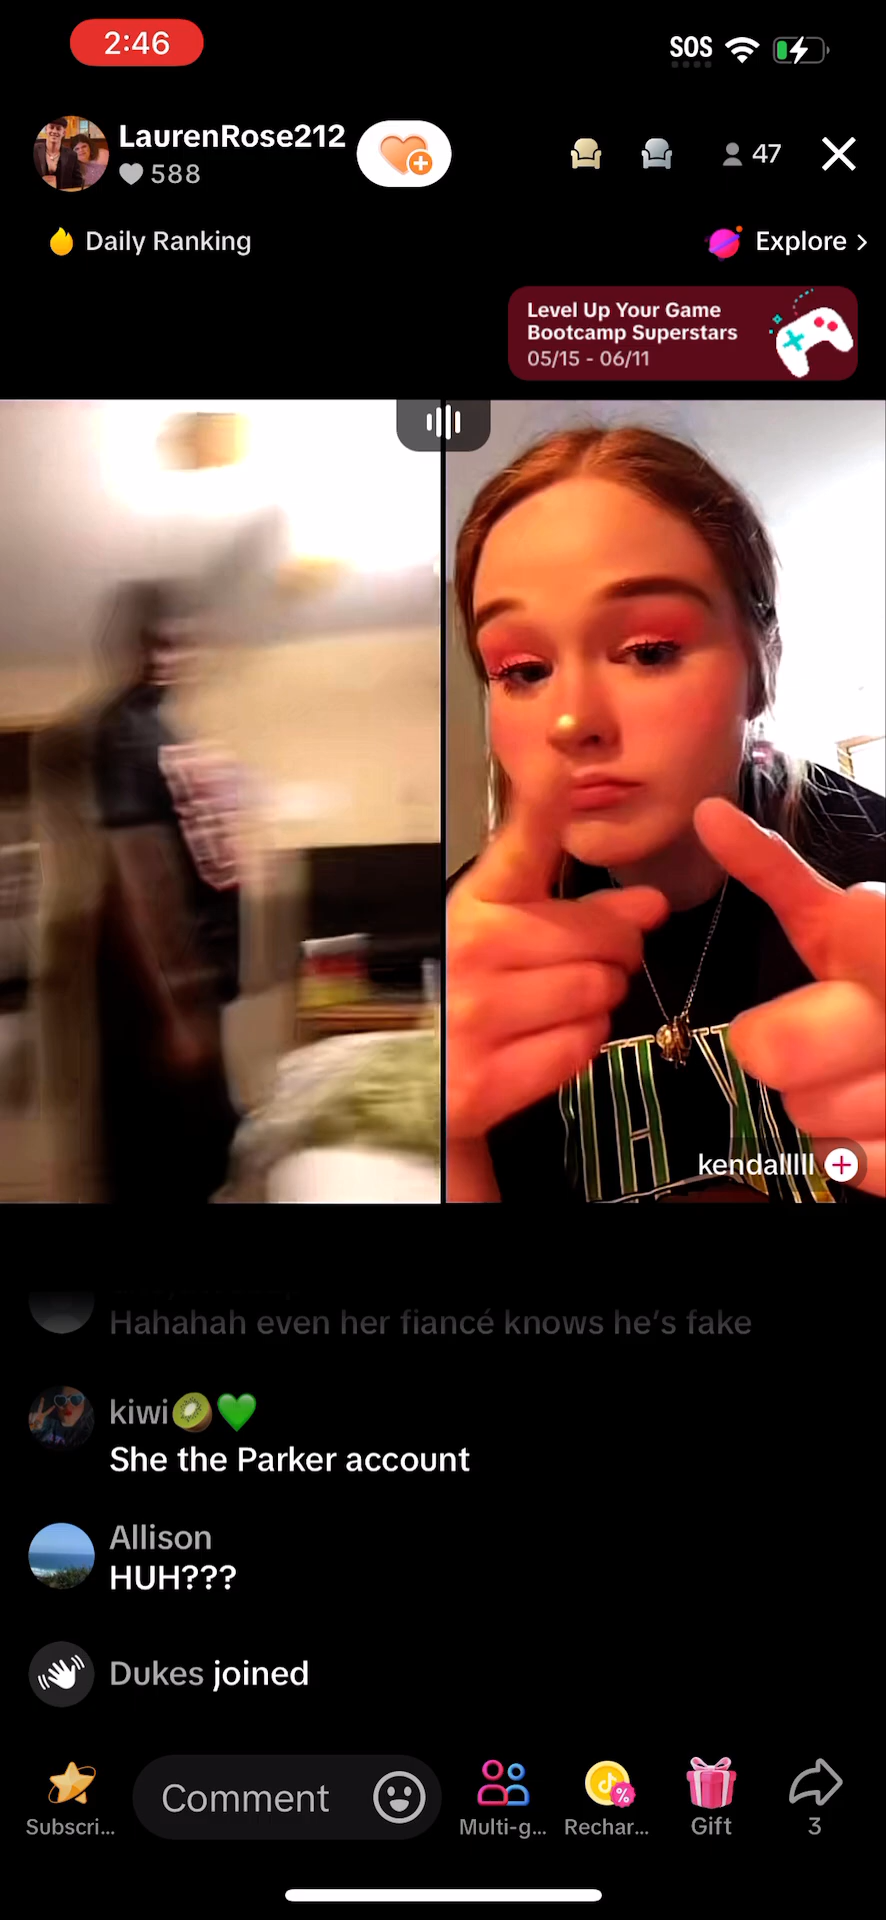 2:46
SOS
LaurenRose212
588
47
Daily Ranking
Explore >
Level Up Your Game
Bootcamp Superstars
05/15 - 06/11
kendalllll
Hahahah even her fiancé knows he's fake
kiwi🥝💚
She the Parker account
Allison
HUH???
Dukes joined
Comment
Subscri...
Multi-g...
Rechar...
Gift
3